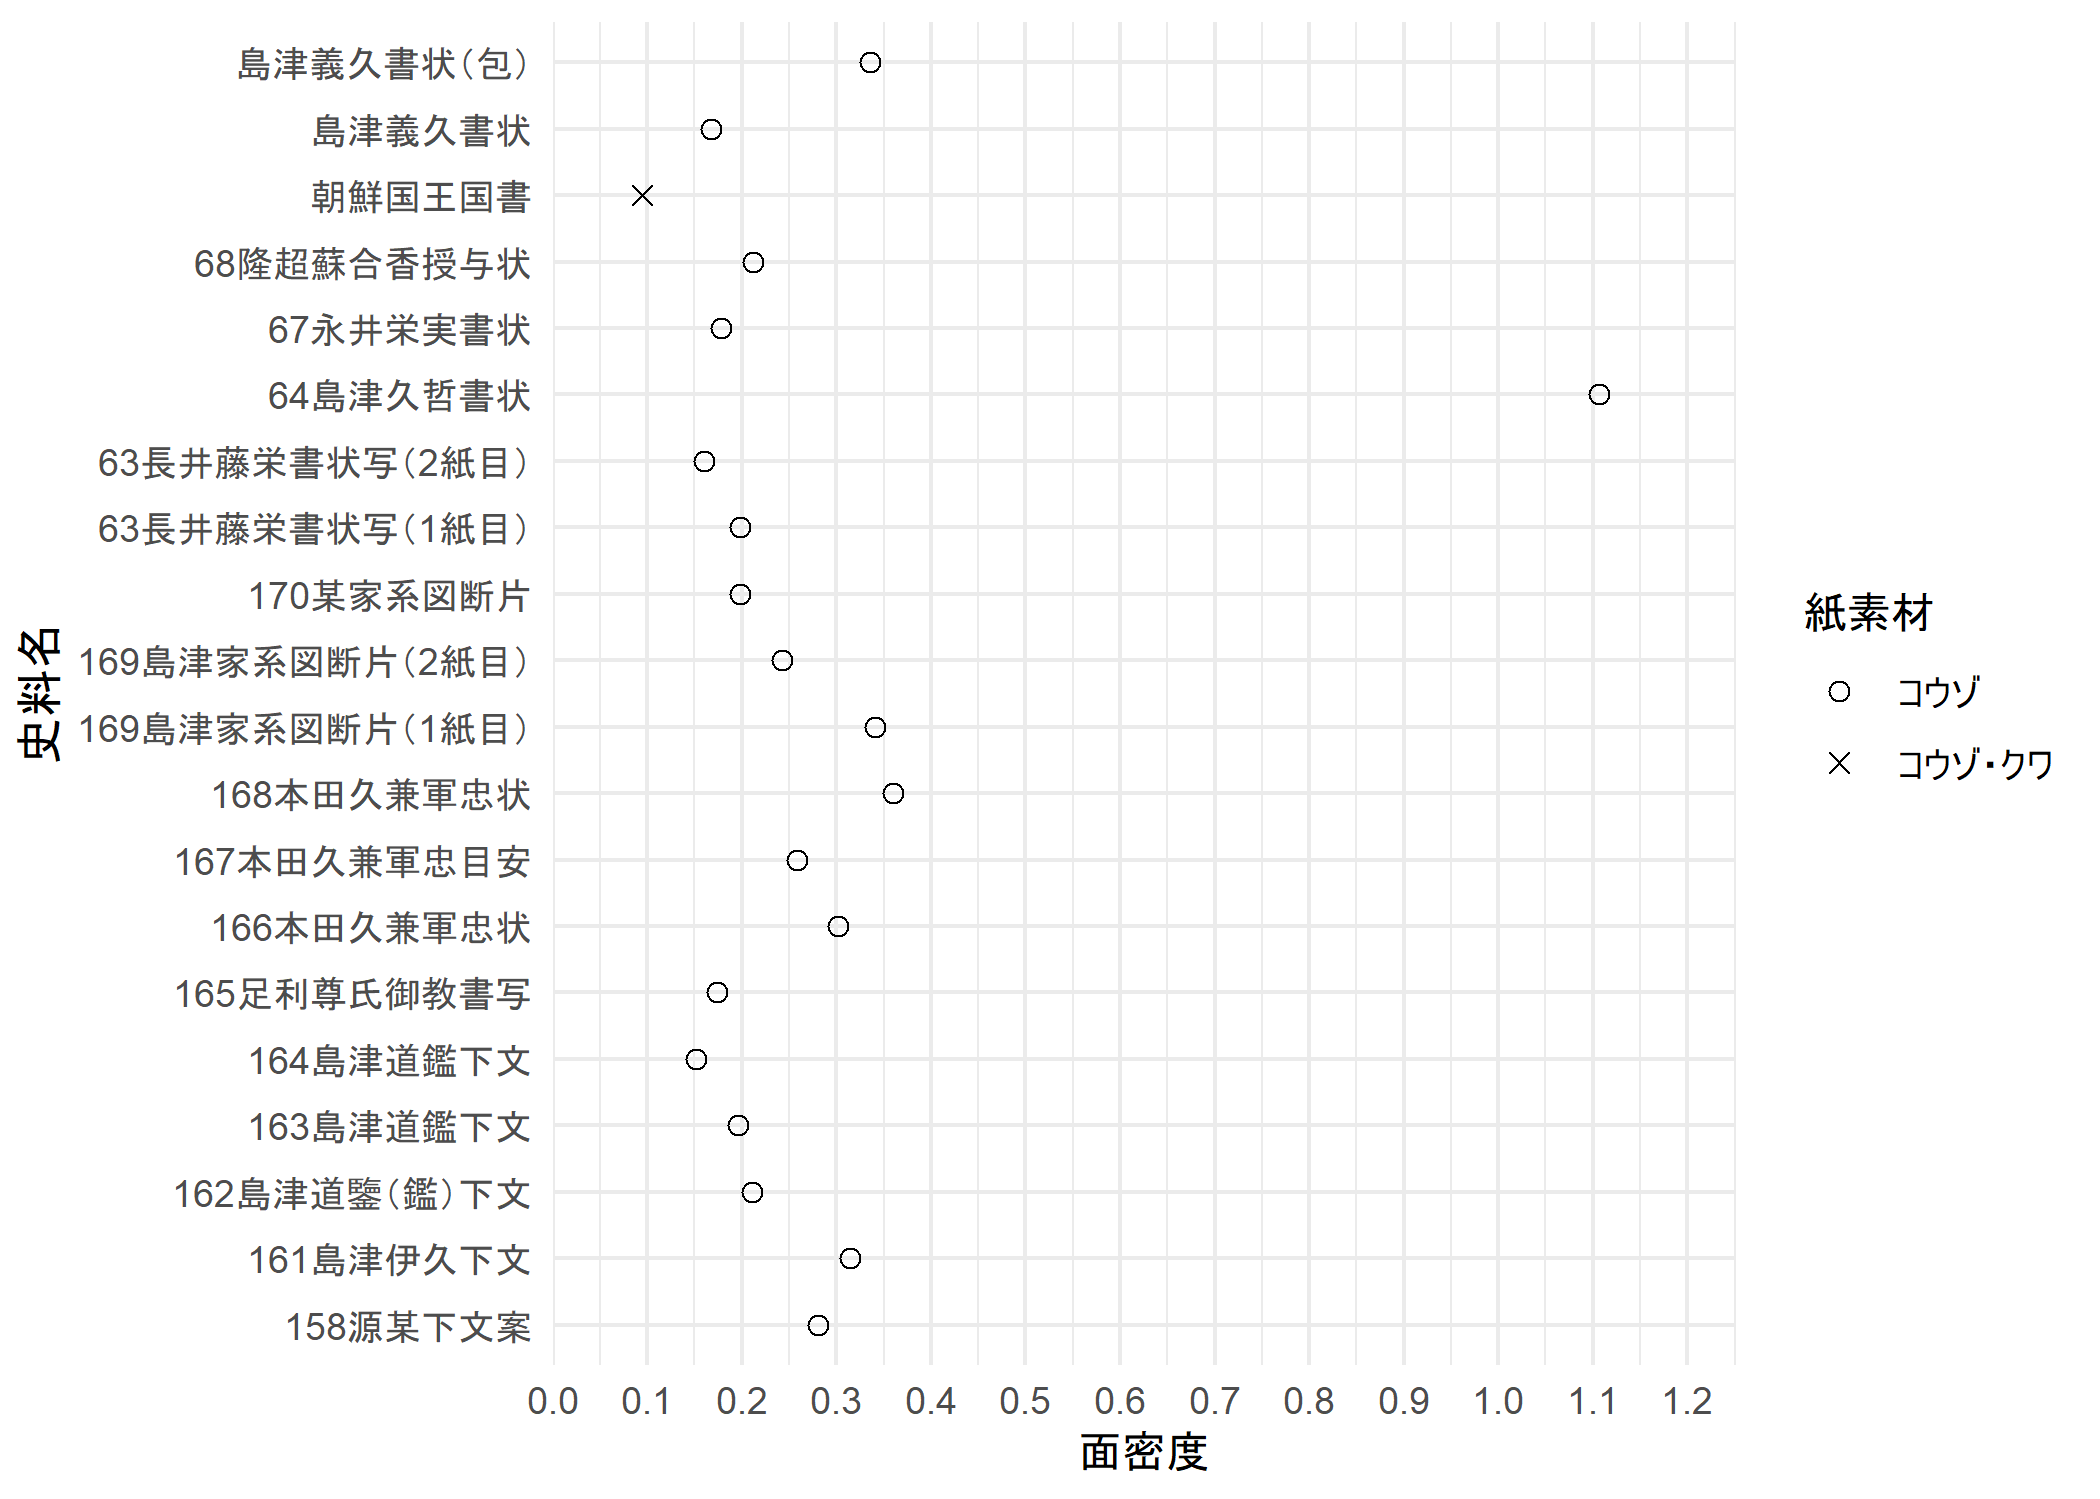 島津義久書状（包）
島津義久書状
朝鮮国王国書
68隆超蘇合香授与状
67永井栄実書状
64島津久哲書状
63長井藤栄書状写（2紙目）
63長井藤栄書状写（1紙目）
170某家系図断片
169島津家系図断片（2紙目）
169島津家系図断片（1紙目）
168本田久兼軍忠状
167本田久兼軍忠目安
166本田久兼軍忠状
165足利尊氏御教書写
164島津道鑑下文
163島津道鑑下文
162島津道鑒（鑑）下文
161島津伊久下文
158源某下文案
史料名
0.0 0.1 0.2 0.3 0.4 0.5 0.6 0.7 0.8 0.9 1.0 1.1 1.2
面密度
紙素材
コウゾ
コウゾ・クワ